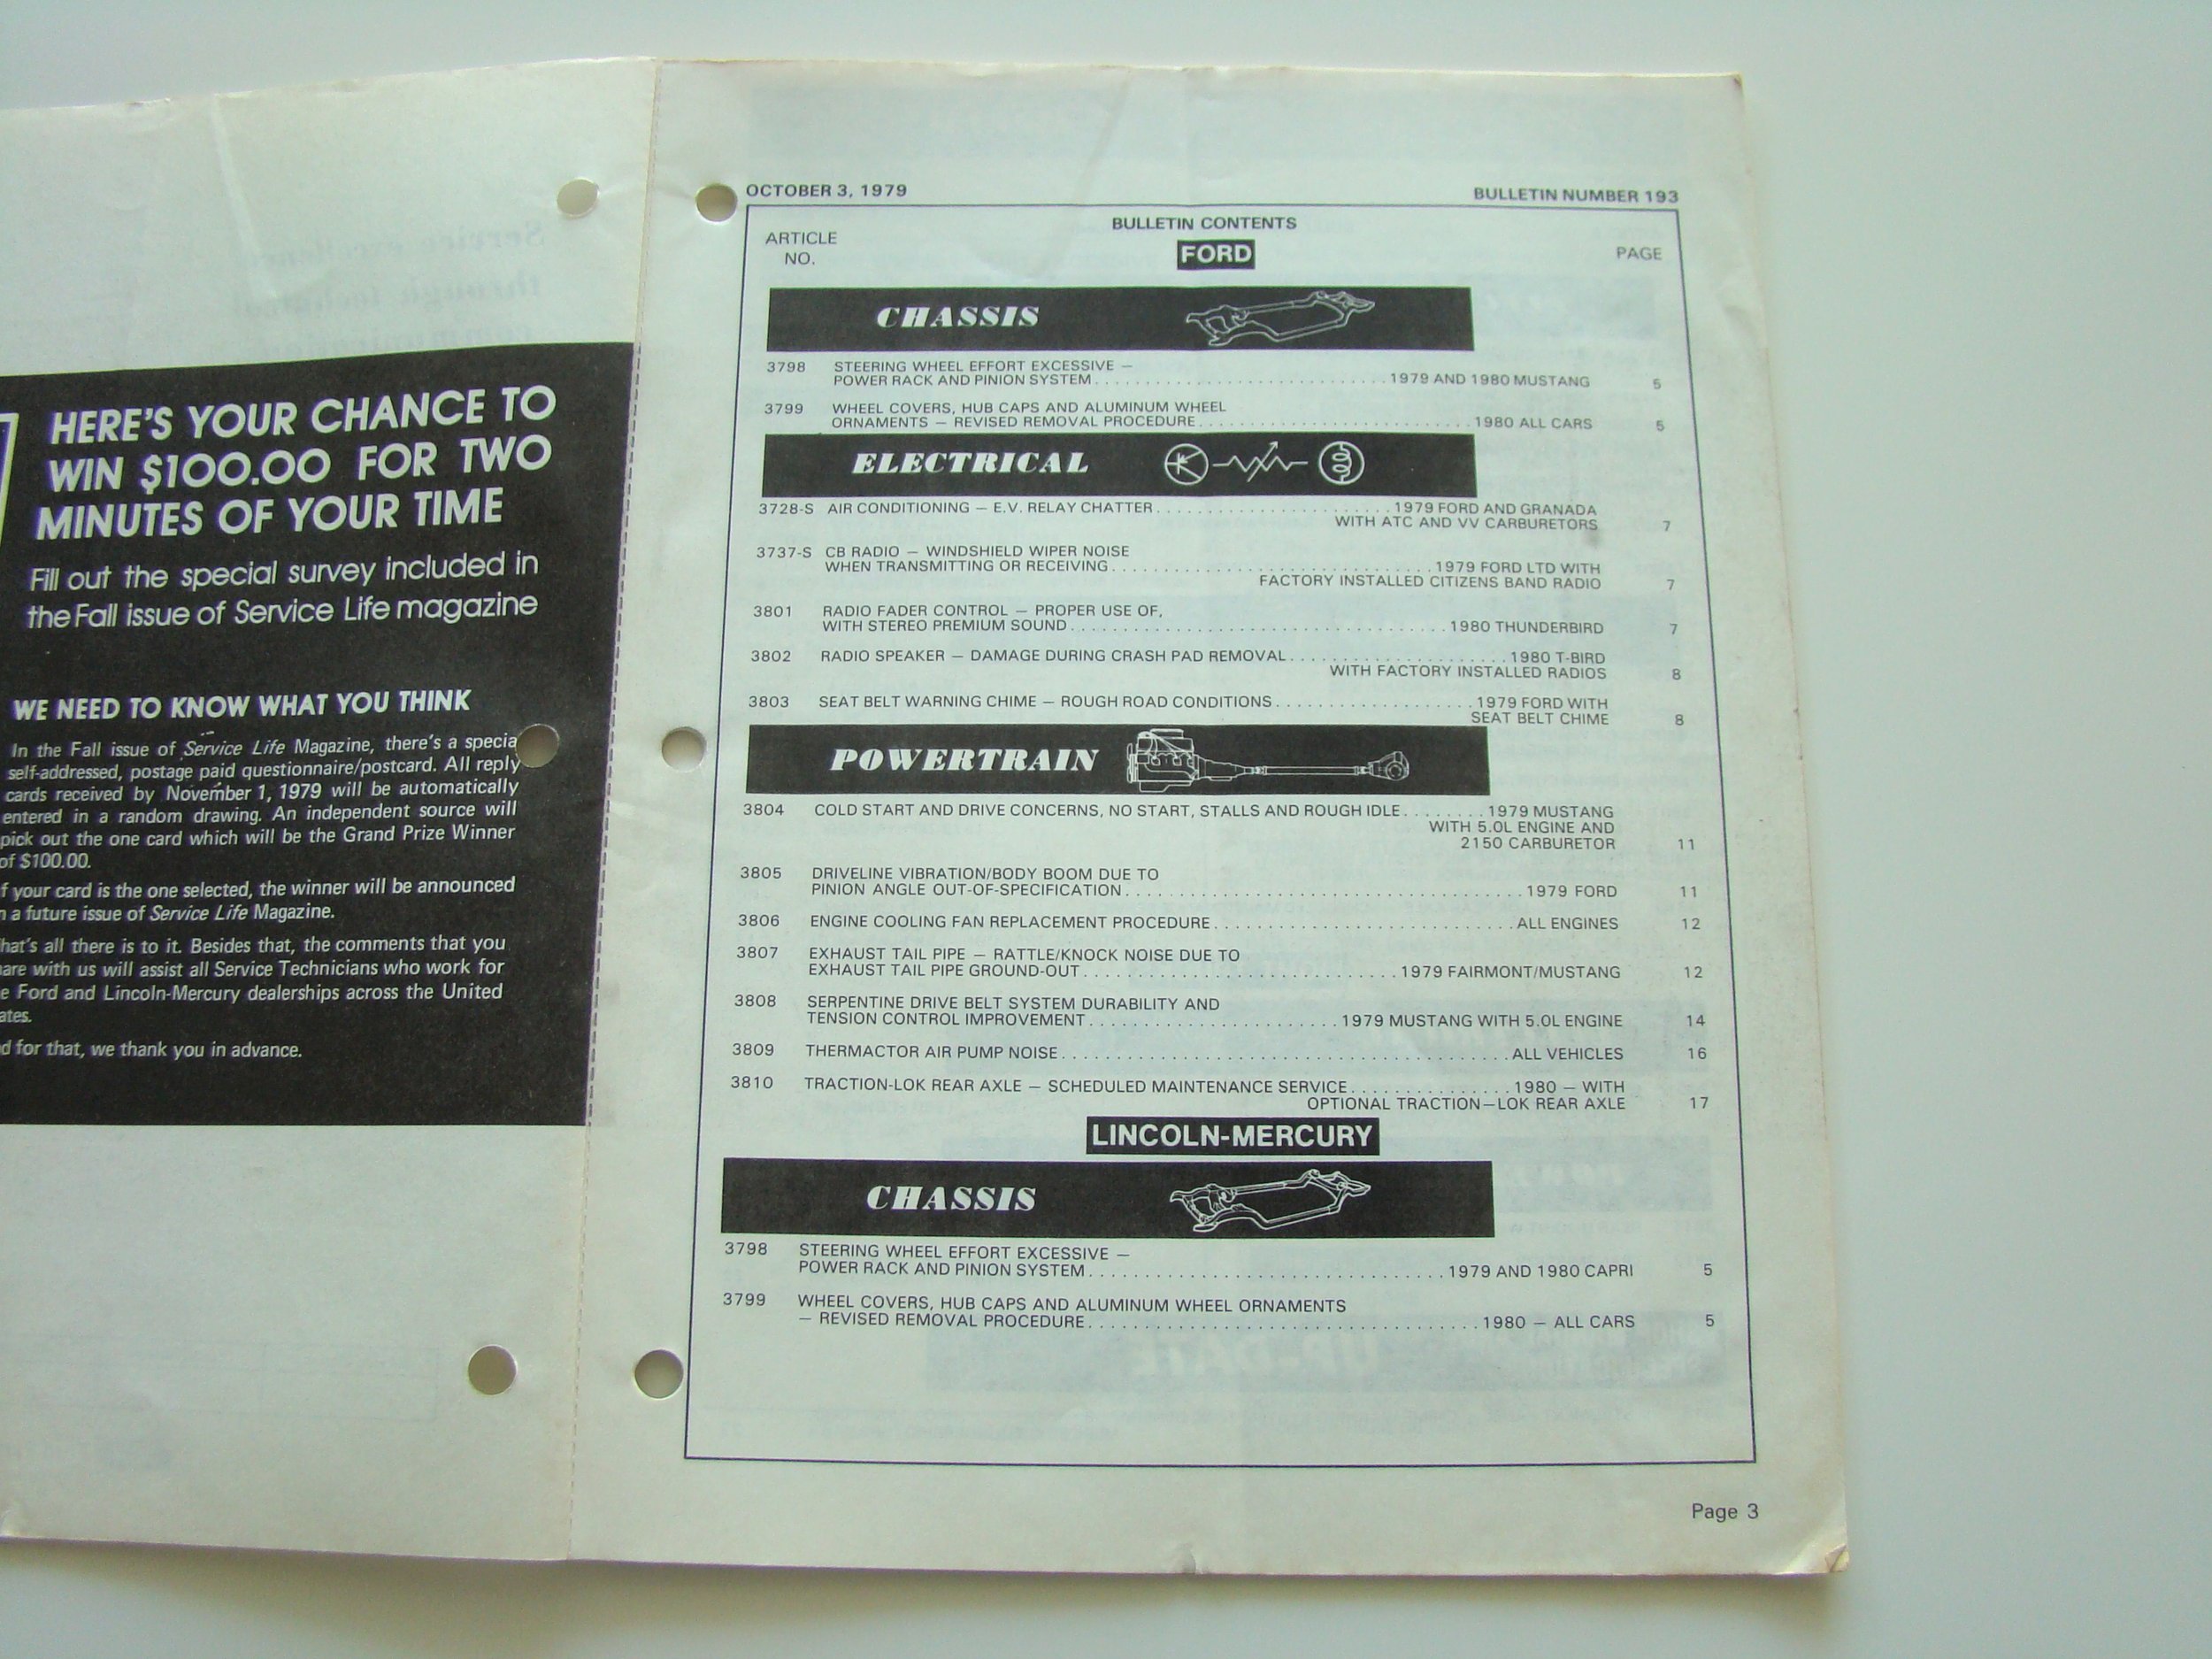 HERE'S YOUR CHANCE TO
WIN $100.00 FOR TWO
MINUTES OF YOUR TIME
Fill out the special survey included in
the Fall issue of Service Life magazine
WE NEED TO KNOW WHAT YOU THINK
In the Fall issue of Service Life Magazine, there's a specia
self-addressed, postage paid questionnaire/postcard. All reply
cards received by November 1, 1979 will be automatically
entered in a random drawing. An independent source will
pick out the one card which will be the Grand Prize Winner
of $100.00.
f your card is the one selected, the winner will be announced
n a future issue of Service Life Magazine.
hat's all there is to it. Besides that, the comments that you
are with us will assist all Service Technicians who work for
e Ford and Lincoln-Mercury dealerships across the United
ates.
d for that, we thank you in advance.
OCTOBER 3, 1979 BULLETIN NUMBER 193
BULLETIN CONTENTS
ARTICLE
NO. FORD PAGE
CHASSIS
3798 STEERING WHEEL EFFORT EXCESSIVE —
POWER RACK AND PINION SYSTEM . . . . . 1979 AND 1980 MUSTANG 5
3799 WHEEL COVERS, HUB CAPS AND ALUMINUM WHEEL
ORNAMENTS — REVISED REMOVAL PROCEDURE . . . . . 1980 ALL CARS 5
ELECTRICAL
3728-S AIR CONDITIONING — E.V. RELAY CHATTER . . . . . 1979 FORD AND GRANADA
WITH ATC AND VV CARBURETORS 7
3737-S CB RADIO — WINDSHIELD WIPER NOISE
WHEN TRANSMITTING OR RECEIVING . . . . . 1979 FORD LTD WITH
FACTORY INSTALLED CITIZENS BAND RADIO 7
3801 RADIO FADER CONTROL — PROPER USE OF,
WITH STEREO PREMIUM SOUND . . . . . 1980 THUNDERBIRD 7
3802 RADIO SPEAKER — DAMAGE DURING CRASH PAD REMOVAL . . . . . 1980 T-BIRD
WITH FACTORY INSTALLED RADIOS 8
3803 SEAT BELT WARNING CHIME — ROUGH ROAD CONDITIONS . . . . . 1979 FORD WITH
SEAT BELT CHIME 8
POWERTRAIN
3804 COLD START AND DRIVE CONCERNS, NO START, STALLS AND ROUGH IDLE . . . . . 1979 MUSTANG
WITH 5.0L ENGINE AND
2150 CARBURETOR 11
3805 DRIVELINE VIBRATION/BODY BOOM DUE TO
PINION ANGLE OUT-OF-SPECIFICATION . . . . . 1979 FORD 11
3806 ENGINE COOLING FAN REPLACEMENT PROCEDURE . . . . . ALL ENGINES 12
3807 EXHAUST TAIL PIPE — RATTLE/KNOCK NOISE DUE TO
EXHAUST TAIL PIPE GROUND-OUT . . . . . 1979 FAIRMONT/MUSTANG 12
3808 SERPENTINE DRIVE BELT SYSTEM DURABILITY AND
TENSION CONTROL IMPROVEMENT . . . . . 1979 MUSTANG WITH 5.0L ENGINE 14
3809 THERMACTOR AIR PUMP NOISE . . . . . ALL VEHICLES 16
3810 TRACTION-LOK REAR AXLE — SCHEDULED MAINTENANCE SERVICE . . . . . 1980 — WITH
OPTIONAL TRACTION—LOK REAR AXLE 17
LINCOLN-MERCURY
CHASSIS
3798 STEERING WHEEL EFFORT EXCESSIVE —
POWER RACK AND PINION SYSTEM . . . . . 1979 AND 1980 CAPRI 5
3799 WHEEL COVERS, HUB CAPS AND ALUMINUM WHEEL ORNAMENTS
— REVISED REMOVAL PROCEDURE . . . . . 1980 — ALL CARS 5
Page 3